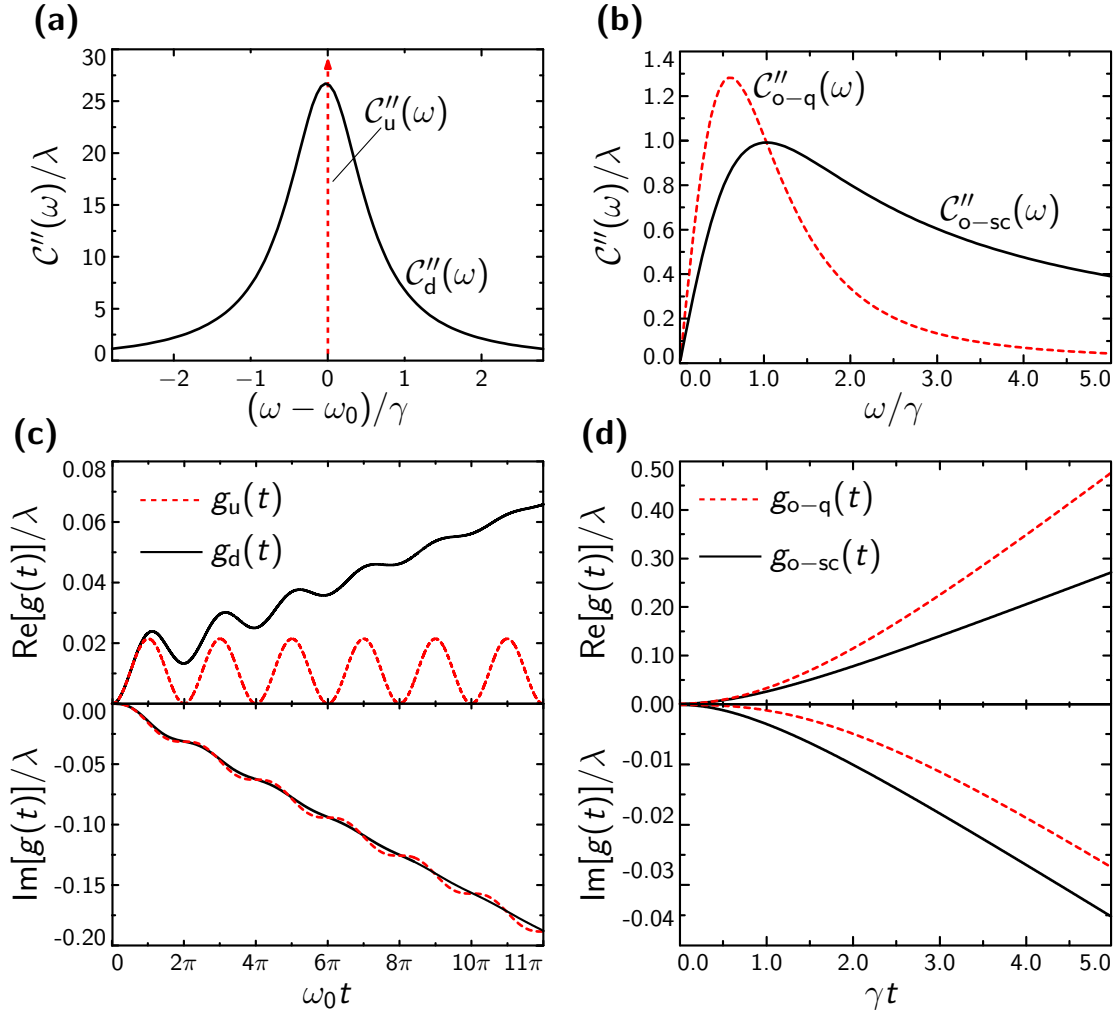 (a)
30
25
20
15
10
5
0
C″(ω)/λ
C″u(ω)
C″d(ω)
−2 −1 0 1 2
(ω − ω0)/γ
(b)
1.4
1.2
1.0
0.8
0.6
0.4
0.2
0.0
C″(ω)/λ
C″o−q(ω)
C″o−sc(ω)
0.0 1.0 2.0 3.0 4.0 5.0
ω/γ
(c)
0.08
0.06
0.04
0.02
0.00
-0.05
-0.10
-0.15
-0.20
Re[g(t)]/λ
Im[g(t)]/λ
gu(t)
gd(t)
0 2π 4π 6π 8π 10π 11π
ω0t
(d)
0.50
0.40
0.30
0.20
0.10
0.00
-0.01
-0.02
-0.03
-0.04
Re[g(t)]/λ
Im[g(t)]/λ
go−q(t)
go−sc(t)
0.0 1.0 2.0 3.0 4.0 5.0
γt